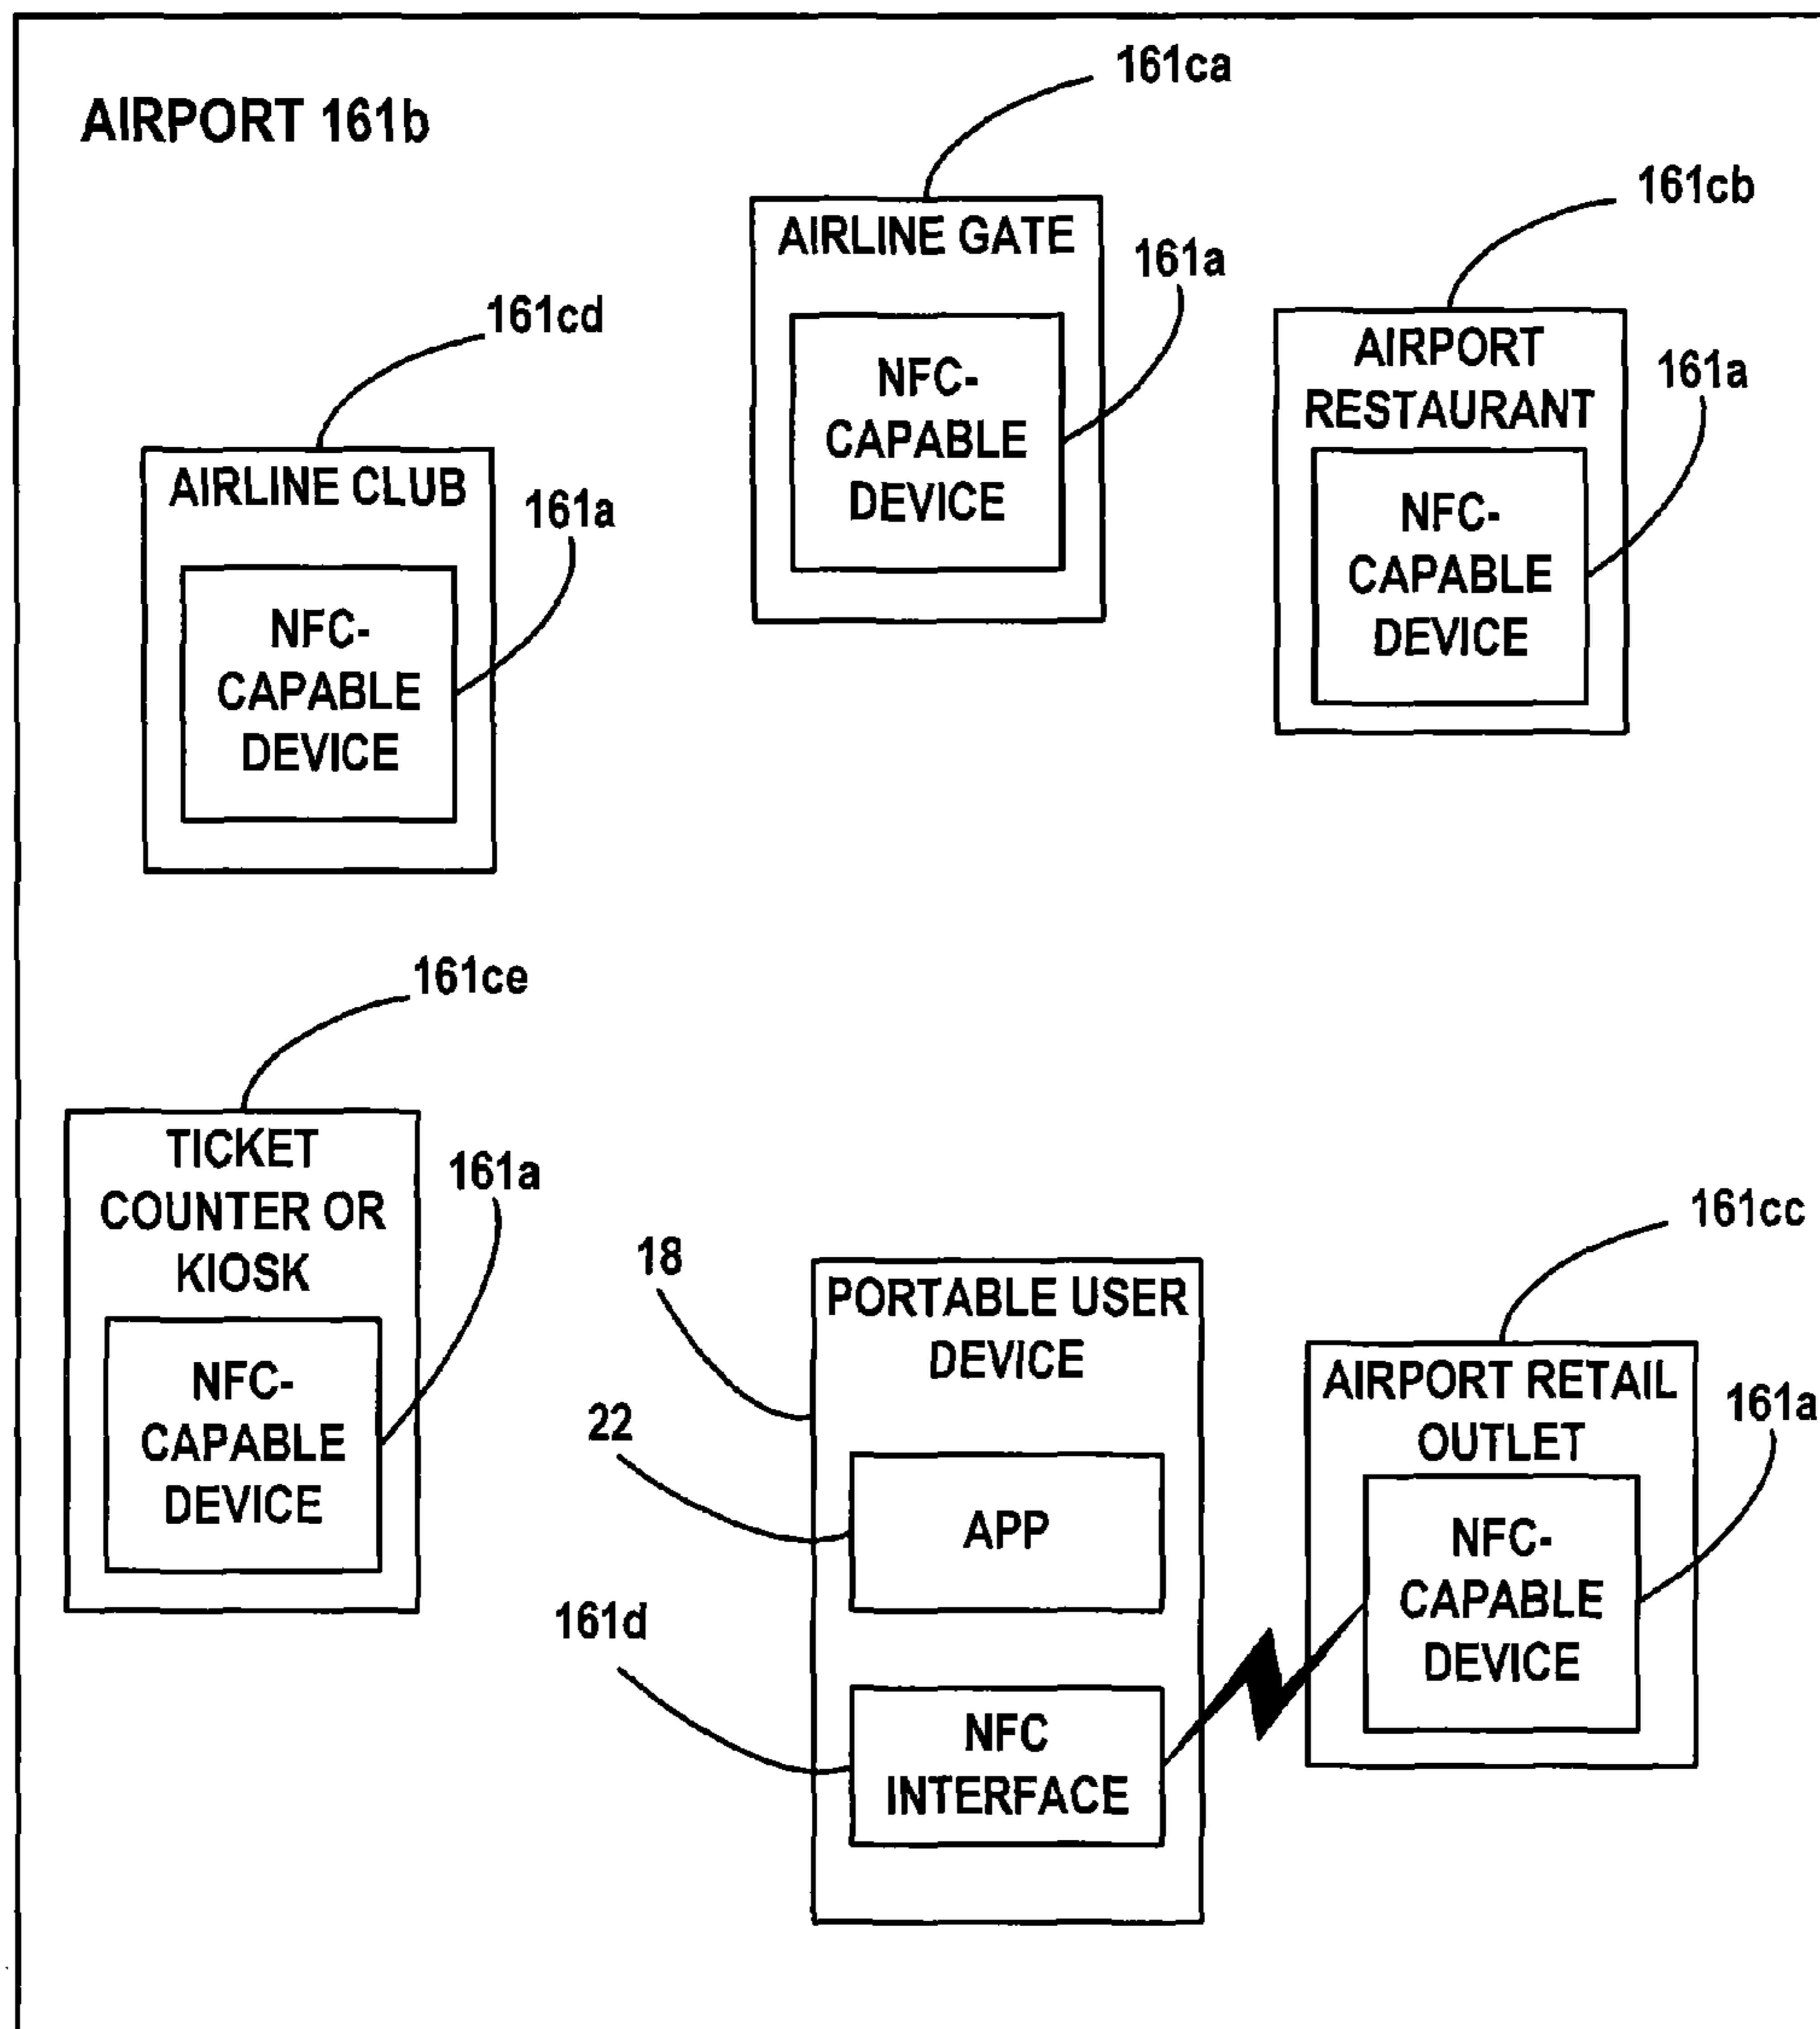 161ca
AIRPORT 161b
161cb
AIRLINE GATE
161a
161cd
AIRPORT
RESTAURANT
161a
NFC-
CAPABLE
DEVICE
AIRLINE CLUB
161a
NFC-
CAPABLE
DEVICE
NFC-
CAPABLE
DEVICE
161ce
TICKET
COUNTER OR
KIOSK
161a
NFC-
CAPABLE
DEVICE
18
PORTABLE USER
DEVICE
161cc
AIRPORT RETAIL
OUTLET
161a
22
APP
NFC-
CAPABLE
DEVICE
161d
NFC
INTERFACE